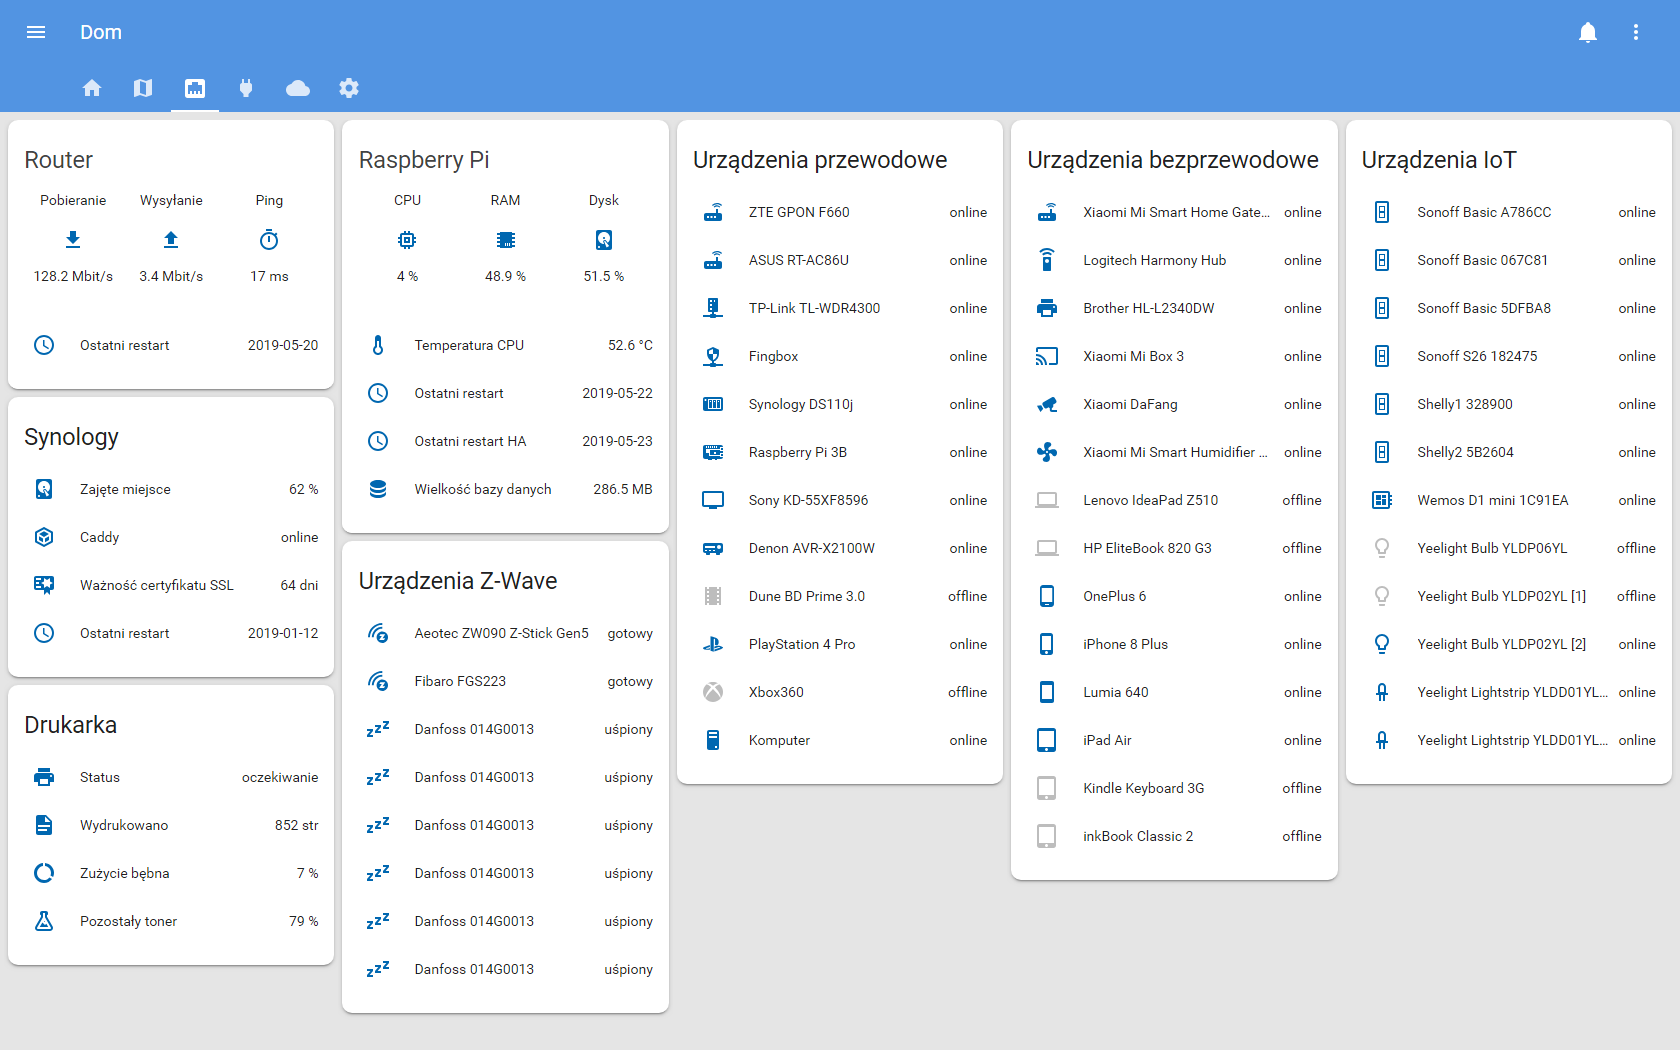 Dom
Router
Pobieranie Wysyłanie Ping
128.2 Mbit/s 3.4 Mbit/s 17 ms
Ostatni restart 2019-05-20
Synology
Zajęte miejsce 62 %
Caddy online
Ważność certyfikatu SSL 64 dni
Ostatni restart 2019-01-12
Drukarka
Status oczekiwanie
Wydrukowano 852 str
Zużycie bębna 7 %
Pozostały toner 79 %
Raspberry Pi
CPU RAM Dysk
4 % 48.9 % 51.5 %
Temperatura CPU 52.6 °C
Ostatni restart 2019-05-22
Ostatni restart HA 2019-05-23
Wielkość bazy danych 286.5 MB
Urządzenia Z-Wave
Aeotec ZW090 Z-Stick Gen5 gotowy
Fibaro FGS223 gotowy
Danfoss 014G0013 uśpiony
Danfoss 014G0013 uśpiony
Danfoss 014G0013 uśpiony
Danfoss 014G0013 uśpiony
Danfoss 014G0013 uśpiony
Danfoss 014G0013 uśpiony
Urządzenia przewodowe
ZTE GPON F660 online
ASUS RT-AC86U online
TP-Link TL-WDR4300 online
Fingbox online
Synology DS110j online
Raspberry Pi 3B online
Sony KD-55XF8596 online
Denon AVR-X2100W online
Dune BD Prime 3.0 offline
PlayStation 4 Pro online
Xbox360 offline
Komputer online
Urządzenia bezprzewodowe
Xiaomi Mi Smart Home Gate... online
Logitech Harmony Hub online
Brother HL-L2340DW online
Xiaomi Mi Box 3 online
Xiaomi DaFang online
Xiaomi Mi Smart Humidifier ... online
Lenovo IdeaPad Z510 offline
HP EliteBook 820 G3 offline
OnePlus 6 online
iPhone 8 Plus online
Lumia 640 online
iPad Air online
Kindle Keyboard 3G offline
inkBook Classic 2 offline
Urządzenia IoT
Sonoff Basic A786CC online
Sonoff Basic 067C81 online
Sonoff Basic 5DFBA8 online
Sonoff S26 182475 online
Shelly1 328900 online
Shelly2 5B2604 online
Wemos D1 mini 1C91EA online
Yeelight Bulb YLDP06YL offline
Yeelight Bulb YLDP02YL [1] offline
Yeelight Bulb YLDP02YL [2] online
Yeelight Lightstrip YLDD01YL... online
Yeelight Lightstrip YLDD01YL... online